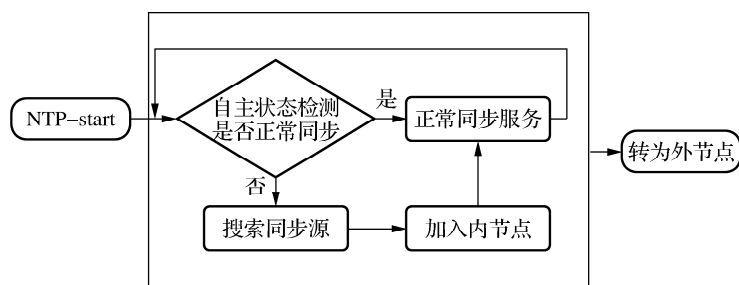 NTP-start
自主状态检测
是否正常同步
是
正常同步服务
否
搜索同步源
加入内节点
转为外节点